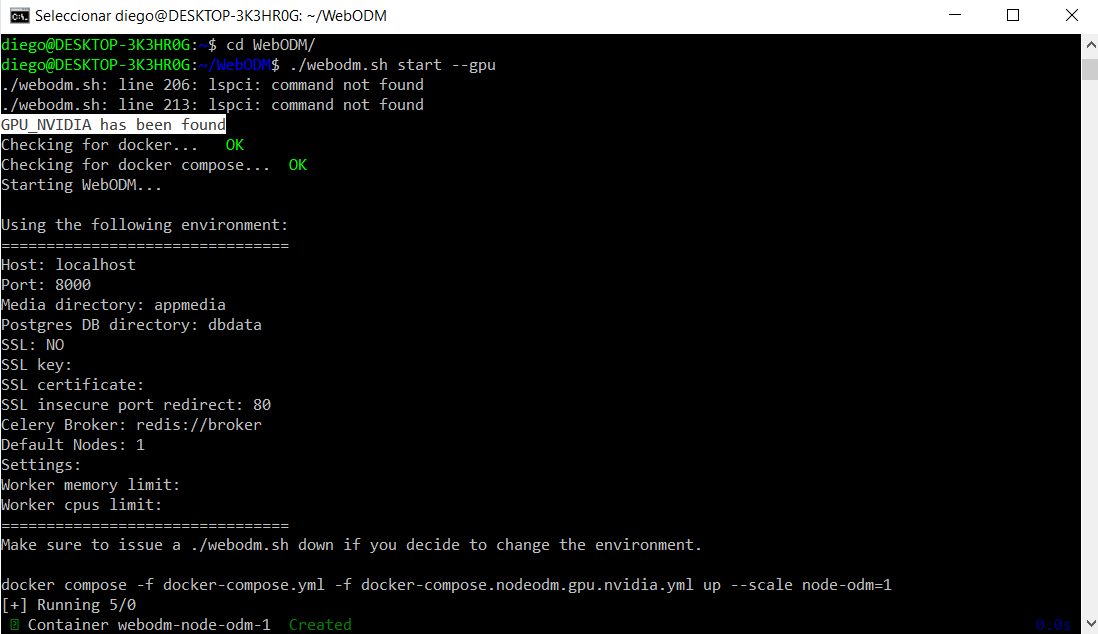 Seleccionar diego@DESKTOP-3K3HR0G: ~/WebODM
diego@DESKTOP-3K3HR0G:~$ cd WebODM/
diego@DESKTOP-3K3HR0G:~/WebODM$ ./webodm.sh start --gpu
./webodm.sh: line 206: lspci: command not found
./webodm.sh: line 213: lspci: command not found
GPU_NVIDIA has been found
Checking for docker...   OK
Checking for docker compose...  OK
Starting WebODM...
Using the following environment:
================================
Host: localhost
Port: 8000
Media directory: appmedia
Postgres DB directory: dbdata
SSL: NO
SSL key:
SSL certificate:
SSL insecure port redirect: 80
Celery Broker: redis://broker
Default Nodes: 1
Settings:
Worker memory limit:
Worker cpus limit:
================================
Make sure to issue a ./webodm.sh down if you decide to change the environment.
docker compose -f docker-compose.yml -f docker-compose.nodeodm.gpu.nvidia.yml up --scale node-odm=1
[+] Running 5/0
Container webodm-node-odm-1  Created 0.0s